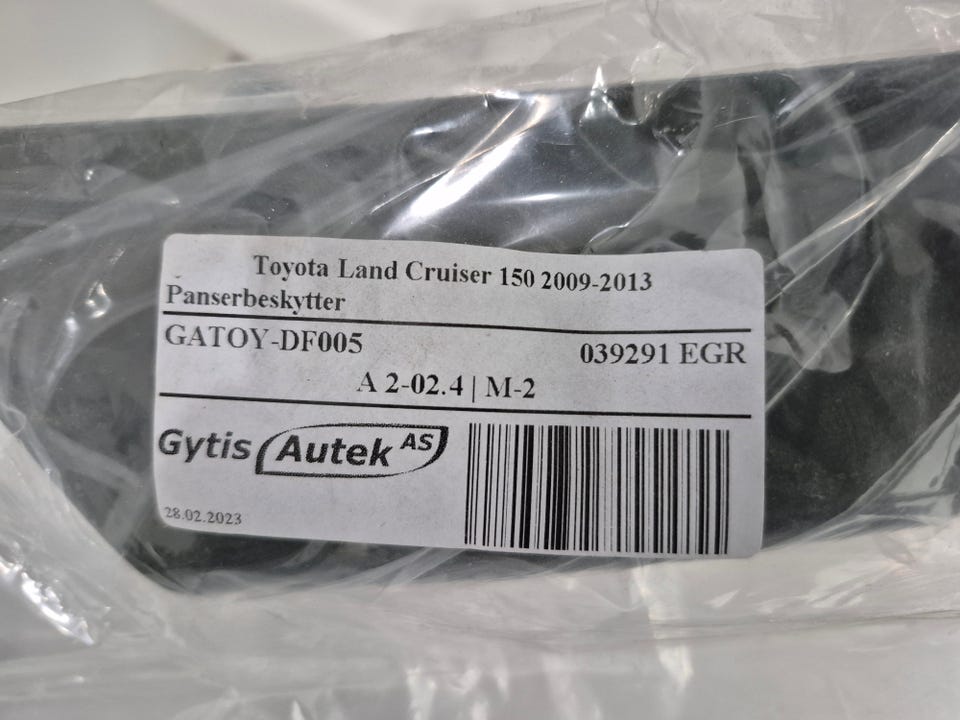 Toyota Land Cruiser 150 2009-2013
Panserbeskytter
GATOY-DF005 039291 EGR
A 2-02.4 | M-2
Gytis Autek AS
28.02.2023